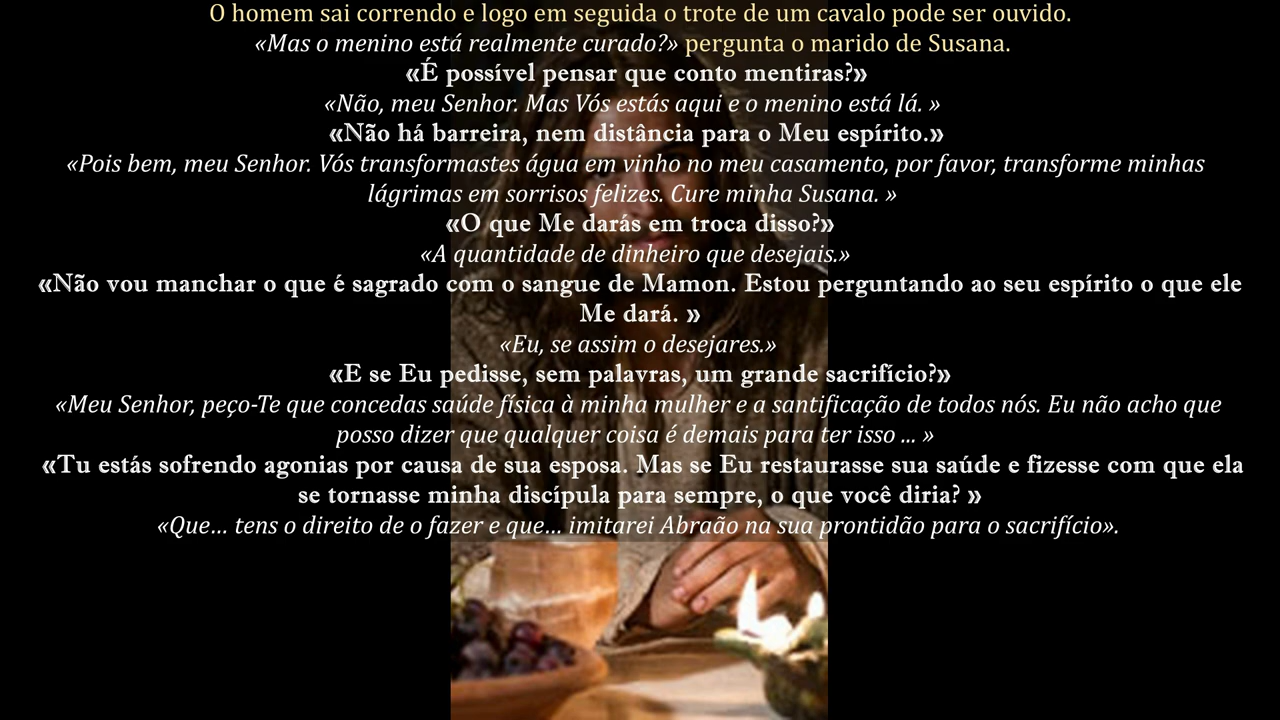 O homem sai correndo e logo em seguida o trote de um cavalo pode ser ouvido.
«Mas o menino está realmente curado?» pergunta o marido de Susana.
«É possível pensar que conto mentiras?»
«Não, meu Senhor. Mas Vós estás aqui e o menino está lá. »
«Não há barreira, nem distância para o Meu espírito.»
«Pois bem, meu Senhor. Vós transformastes água em vinho no meu casamento, por favor, transforme minhas
lágrimas em sorrisos felizes. Cure minha Susana. »
«O que Me darás em troca disso?»
«A quantidade de dinheiro que desejais.»
«Não vou manchar o que é sagrado com o sangue de Mamon. Estou perguntando ao seu espírito o que ele
Me dará. »
«Eu, se assim o desejares.»
«E se Eu pedisse, sem palavras, um grande sacrifício?»
«Meu Senhor, peço-Te que concedas saúde física à minha mulher e a santificação de todos nós. Eu não acho que
posso dizer que qualquer coisa é demais para ter isso ... »
«Tu estás sofrendo agonias por causa de sua esposa. Mas se Eu restaurasse sua saúde e fizesse com que ela
se tornasse minha discípula para sempre, o que você diria? »
«Que... tens o direito de o fazer e que... imitarei Abraão na sua prontidão para o sacrifício».